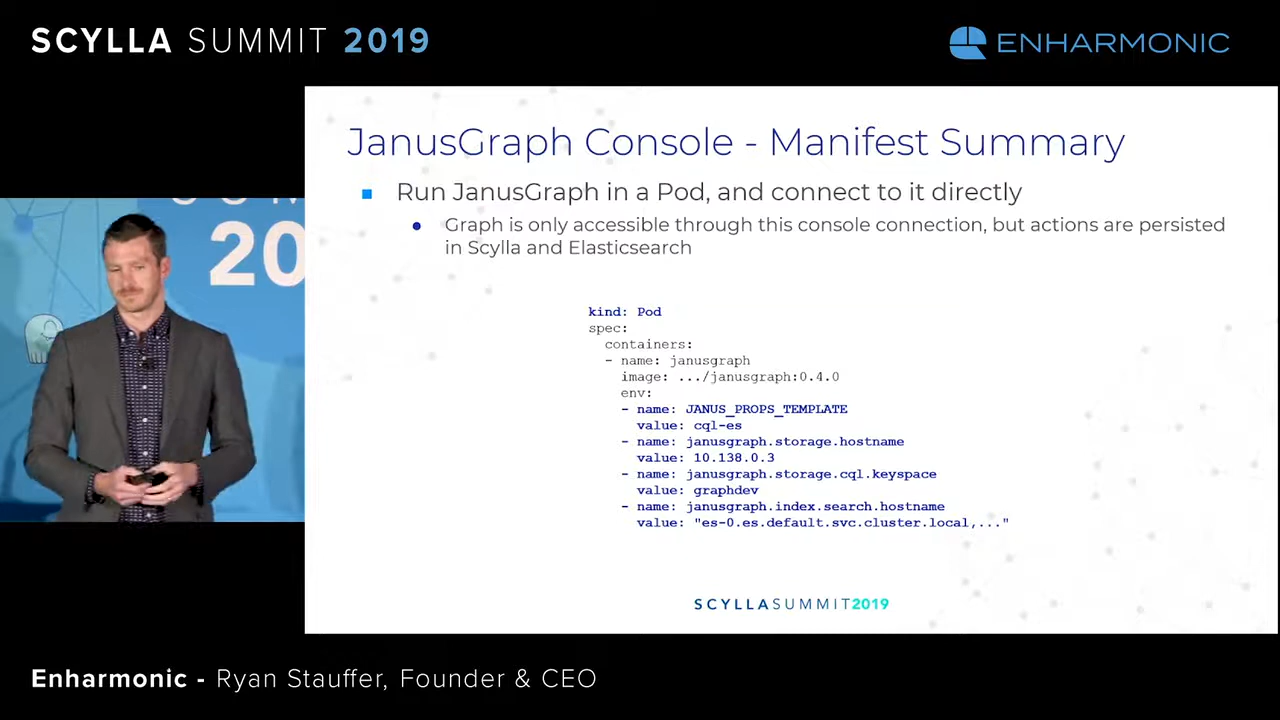 SCYLLA SUMMIT 2019
ENHARMONIC
20
JanusGraph Console - Manifest Summary
Run JanusGraph in a Pod, and connect to it directly
Graph is only accessible through this console connection, but actions are persisted
in Scylla and Elasticsearch
kind: Pod
spec:
containers:
- name: janusgraph
image: .../janusgraph:0.4.0
env:
- name: JANUS_PROPS_TEMPLATE
value: cql-es
- name: janusgraph.storage.hostname
value: 10.138.0.3
- name: janusgraph.storage.cql.keyspace
value: graphdev
- name: janusgraph.index.search.hostname
value: "es-0.es.default.svc.cluster.local,..."
SCYLLASUMMIT2019
Enharmonic - Ryan Stauffer, Founder & CEO